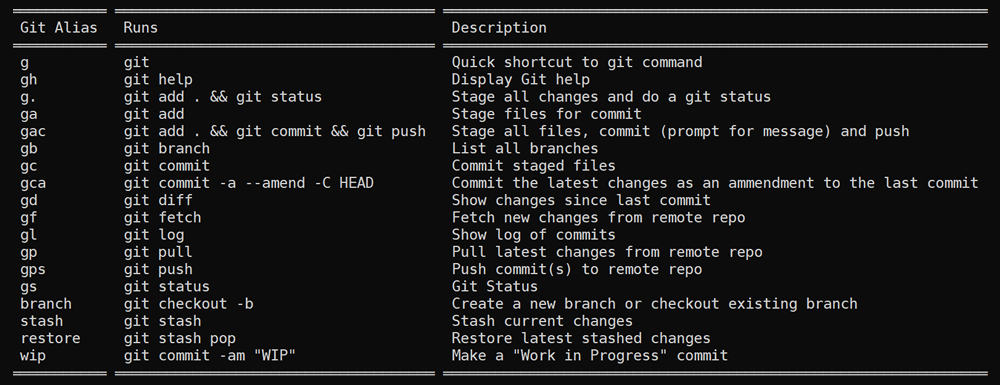 Git Alias Runs Description
g git Quick shortcut to git command
gh git help Display Git help
g. git add . && git status Stage all changes and do a git status
ga git add Stage files for commit
gac git add . && git commit && git push Stage all files, commit (prompt for message) and push
gb git branch List all branches
gc git commit Commit staged files
gca git commit -a --amend -C HEAD Commit the latest changes as an ammendment to the last commit
gd git diff Show changes since last commit
gf git fetch Fetch new changes from remote repo
gl git log Show log of commits
gp git pull Pull latest changes from remote repo
gps git push Push commit(s) to remote repo
gs git status Git Status
branch git checkout -b Create a new branch or checkout existing branch
stash git stash Stash current changes
restore git stash pop Restore latest stashed changes
wip git commit -am "WIP" Make a "Work in Progress" commit